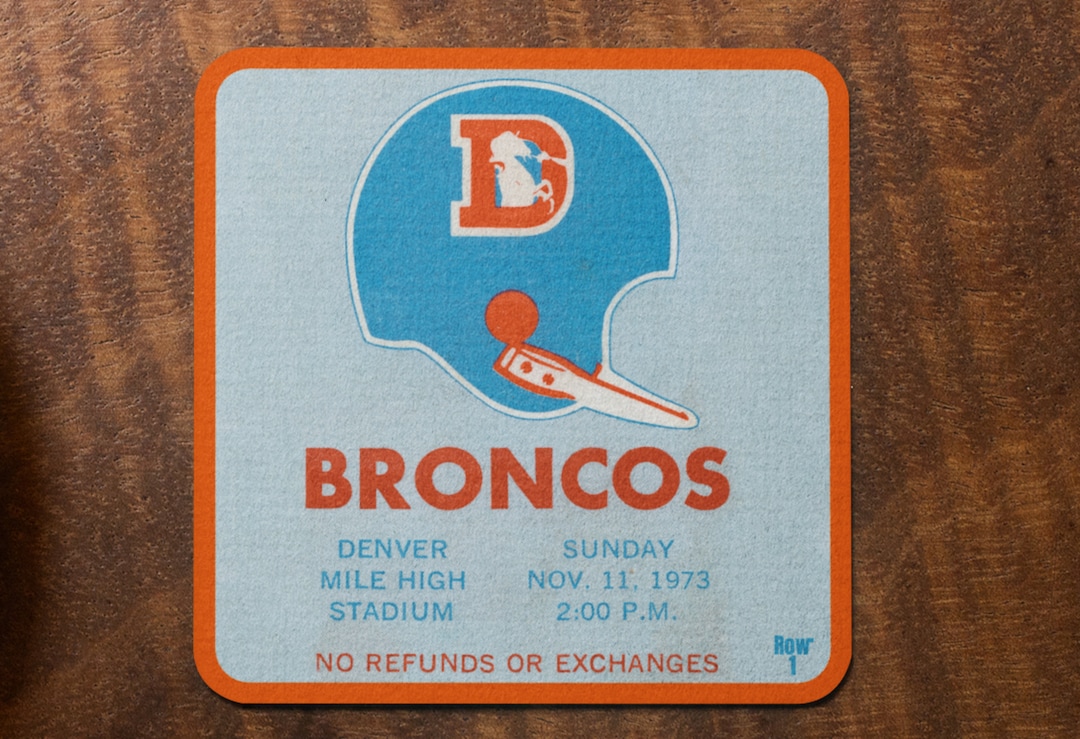 D
BRONCOS
DENVER
MILE HIGH
STADIUM
SUNDAY
NOV. 11, 1973
2:00 P.M.
NO REFUNDS OR EXCHANGES
Row
1